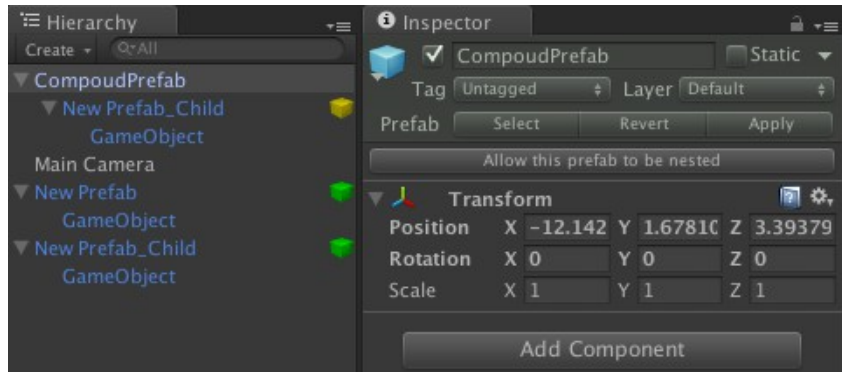 Hierarchy
Create
All
CompoudPrefab
New Prefab_Child
GameObject
Main Camera
New Prefab
GameObject
New Prefab_Child
GameObject
Inspector
CompoudPrefab Static
Tag Untagged Layer Default
Prefab Select Revert Apply
Allow this prefab to be nested
Transform
Position X -12.142 Y 1.6781 Z 3.39379
Rotation X 0 Y 0 Z 0
Scale X 1 Y 1 Z 1
Add Component